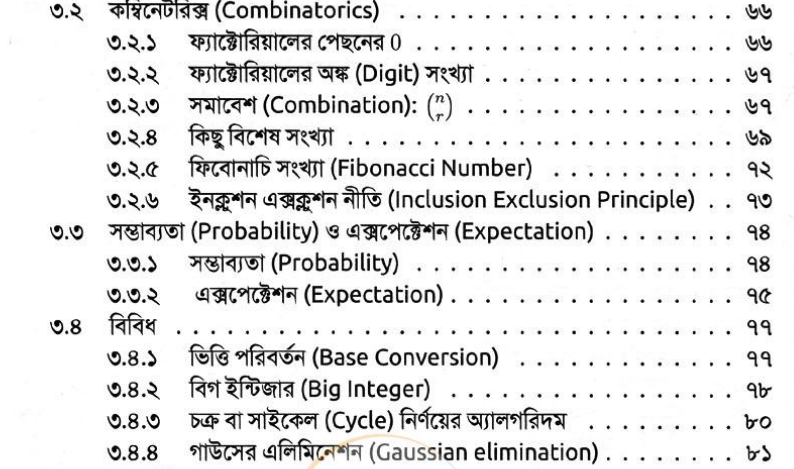 ৩.২ কম্বিনেটরিক্স (Combinatorics) . . . . . . . . . . . . . . . . . . . . ৬৬
৩.২.১ ফ্যাক্টোরিয়ালের পেছনের 0 . . . . . . . . . . . . . . . . . . . . ৬৬
৩.২.২ ফ্যাক্টোরিয়ালের অঙ্ক (Digit) সংখ্যা . . . . . . . . . . . . . . . ৬৭
৩.২.৩ সমাবেশ (Combination): (n r) . . . . . . . . . . . . . . . . ৬৭
৩.২.৪ কিছু বিশেষ সংখ্যা . . . . . . . . . . . . . . . . . . . . . . . . ৬৯
৩.২.৫ ফিবোনাচি সংখ্যা (Fibonacci Number) . . . . . . . . . . . ৭২
৩.২.৬ ইনক্লুশন এক্সক্লুশন নীতি (Inclusion Exclusion Principle) . . ৭৩
৩.৩ সম্ভাব্যতা (Probability) ও এক্সপেক্টেশন (Expectation) . . . . . . . . ৭৪
৩.৩.১ সম্ভাব্যতা (Probability) . . . . . . . . . . . . . . . . . . . ৭৪
৩.৩.২ এক্সপেক্টেশন (Expectation) . . . . . . . . . . . . . . . . . ৭৫
৩.৪ বিবিধ . . . . . . . . . . . . . . . . . . . . . . . . . . . . . . . . . ৭৭
৩.৪.১ ভিত্তি পরিবর্তন (Base Conversion) . . . . . . . . . . . . . ৭৭
৩.৪.২ বিগ ইন্টিজার (Big Integer) . . . . . . . . . . . . . . . . . ৭৮
৩.৪.৩ চক্র বা সাইকেল (Cycle) নির্ণয়ের অ্যালগরিদম . . . . . . . . . ৮০
৩.৪.৪ গাউসের এলিমিনেশন (Gaussian elimination) . . . . . . . . ৮১